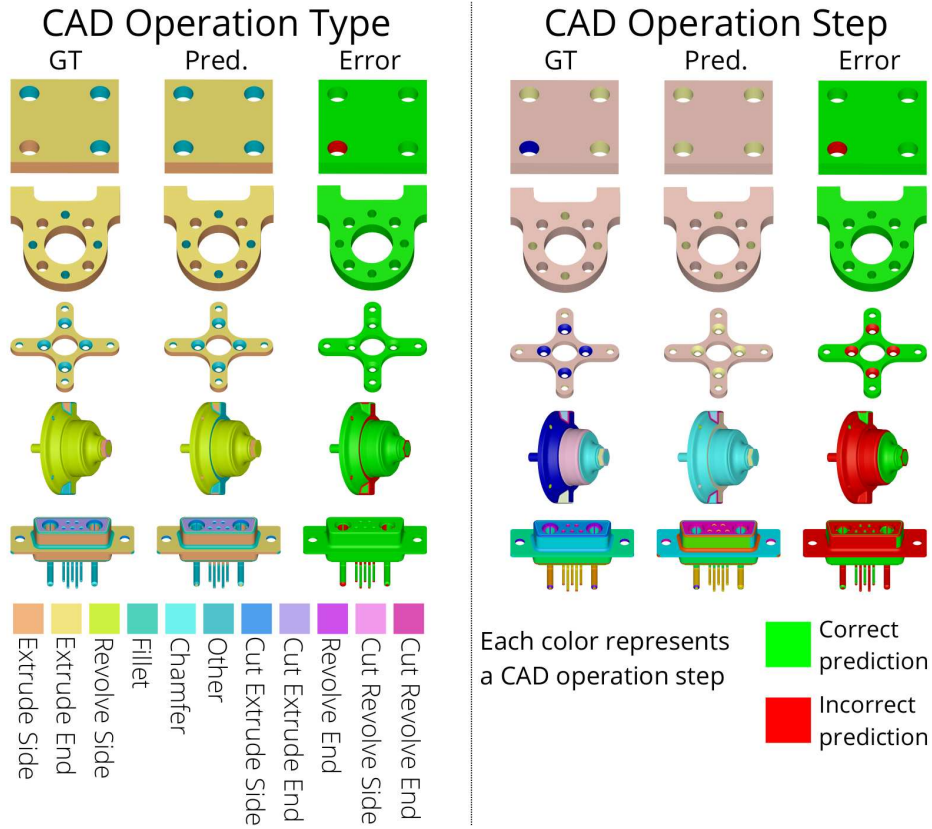 CAD Operation Type
GT
Pred.
Error
Extrude Side
Extrude End
Revolve Side
Fillet
Chamfer
Other
Cut Extrude Side
Cut Extrude End
Revolve End
Cut Revolve Side
Cut Revolve End
CAD Operation Step
GT
Pred.
Error
Each color represents
a CAD operation step
Correct
prediction
Incorrect
prediction